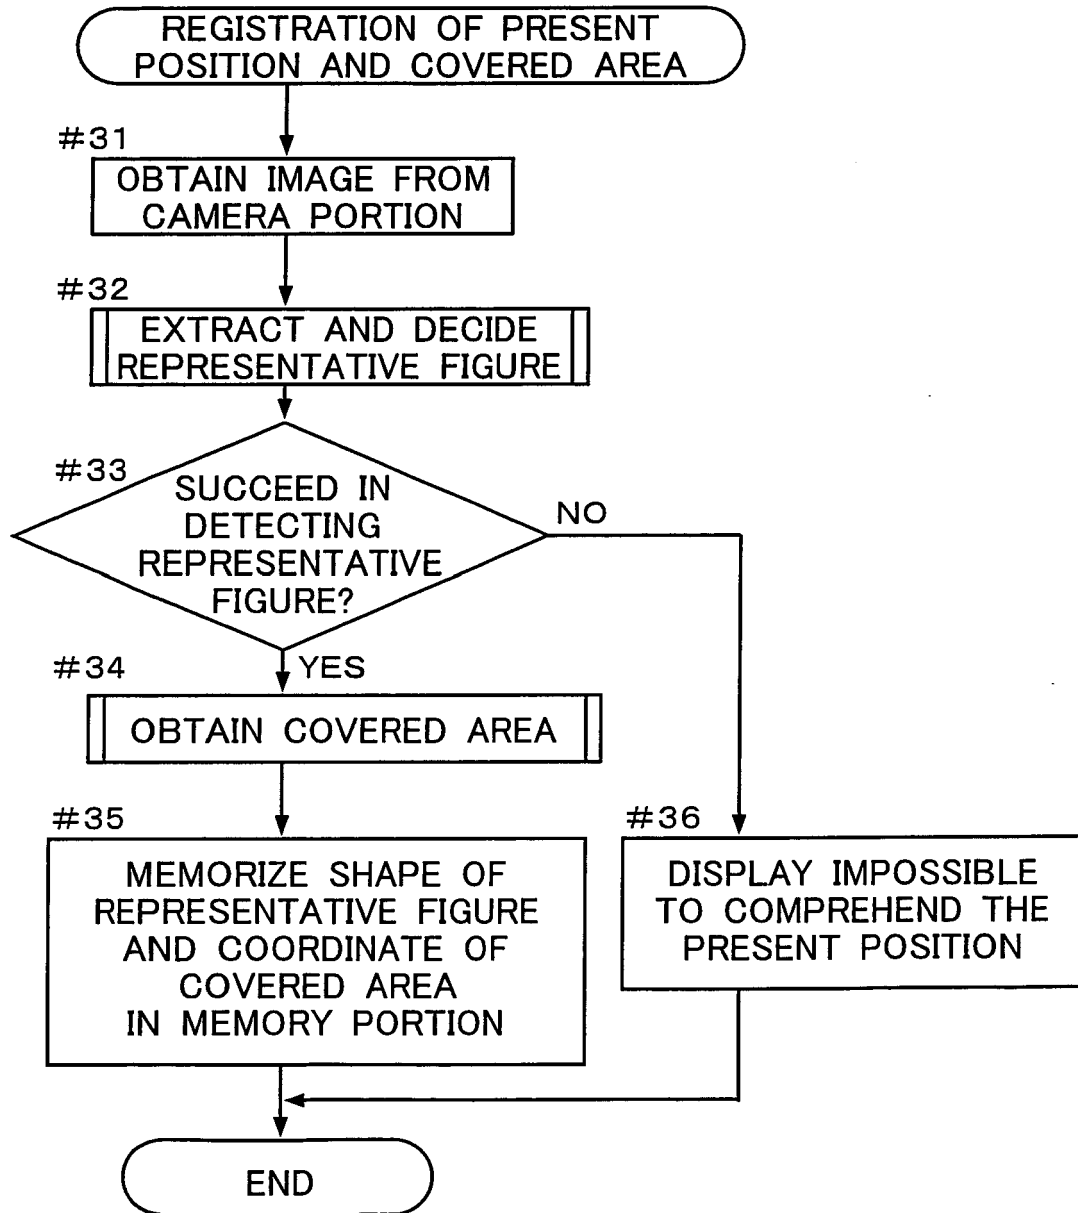 REGISTRATION OF PRESENT
POSITION AND COVERED AREA
#31
OBTAIN IMAGE FROM
CAMERA PORTION
#32
EXTRACT AND DECIDE
REPRESENTATIVE FIGURE
#33
SUCCEED IN
DETECTING
REPRESENTATIVE
FIGURE?
NO
YES
#34
OBTAIN COVERED AREA
#35
MEMORIZE SHAPE OF
REPRESENTATIVE FIGURE
AND COORDINATE OF
COVERED AREA
IN MEMORY PORTION
#36
DISPLAY IMPOSSIBLE
TO COMPREHEND THE
PRESENT POSITION
END